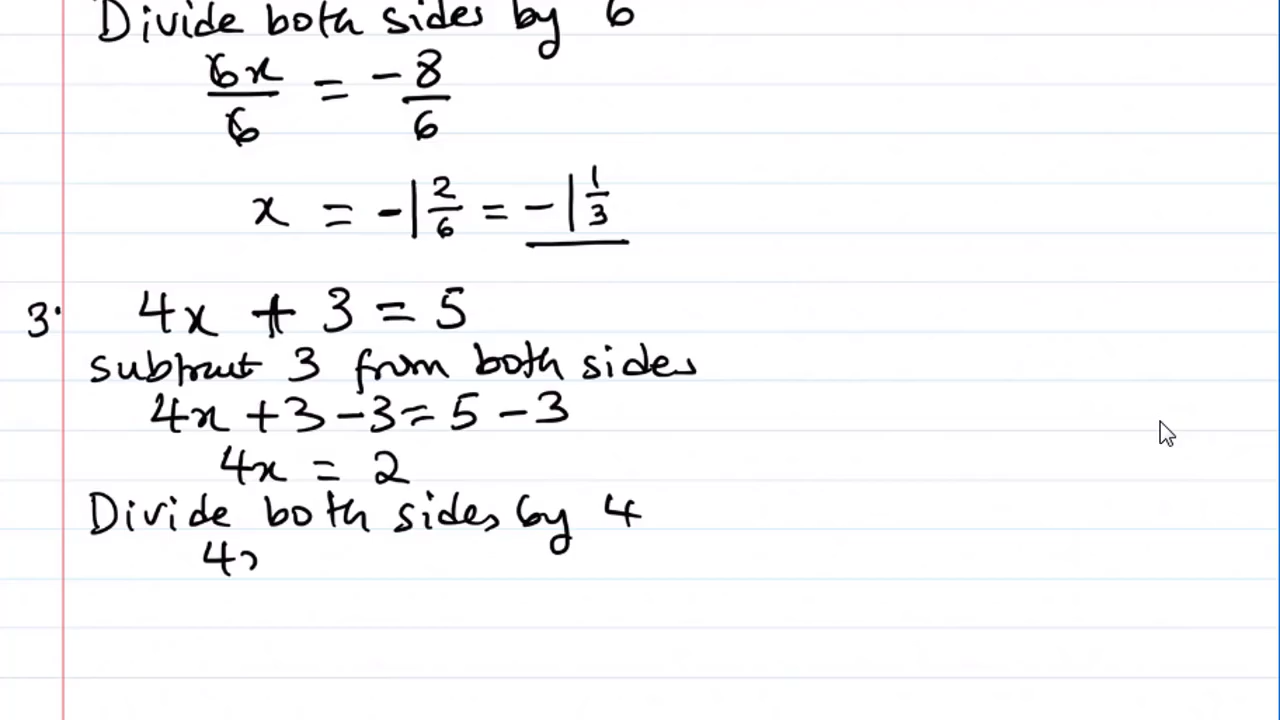 Divide both sides by 6
6x/6 = -8/6
x = -1 2/6 = -1 1/3
3. 4x + 3 = 5
subtract 3 from both sides
4x + 3 - 3 = 5 - 3
4x = 2
Divide both sides by 4
4